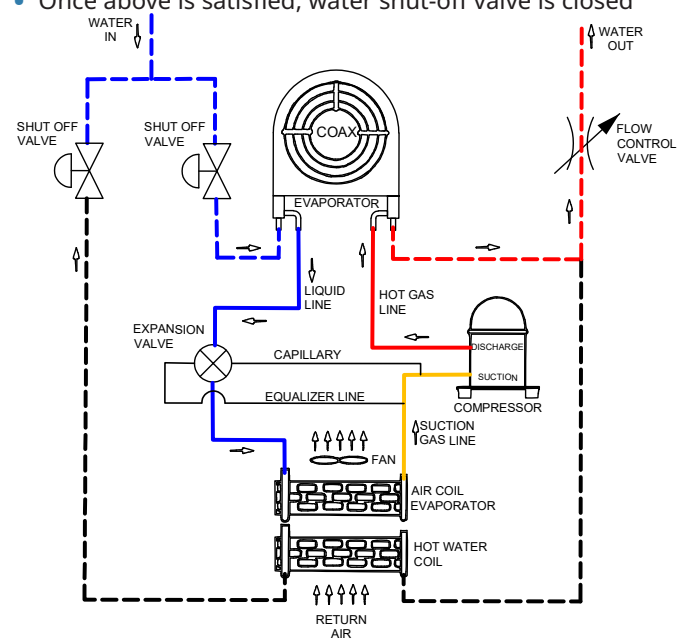 • Once above is satisfied, water shut-off valve is closed
WATER
IN
WATER
OUT
SHUT OFF
VALVE
SHUT OFF
VALVE
COAX
FLOW
CONTROL
VALVE
EVAPORATOR
LIQUID
LINE
HOT GAS
LINE
EXPANSION
VALVE
CAPILLARY
DISCHARGE
SUCTION
EQUALIZER LINE
COMPRESSOR
SUCTION
GAS LINE
FAN
AIR COIL
EVAPORATOR
HOT WATER
COIL
RETURN
AIR